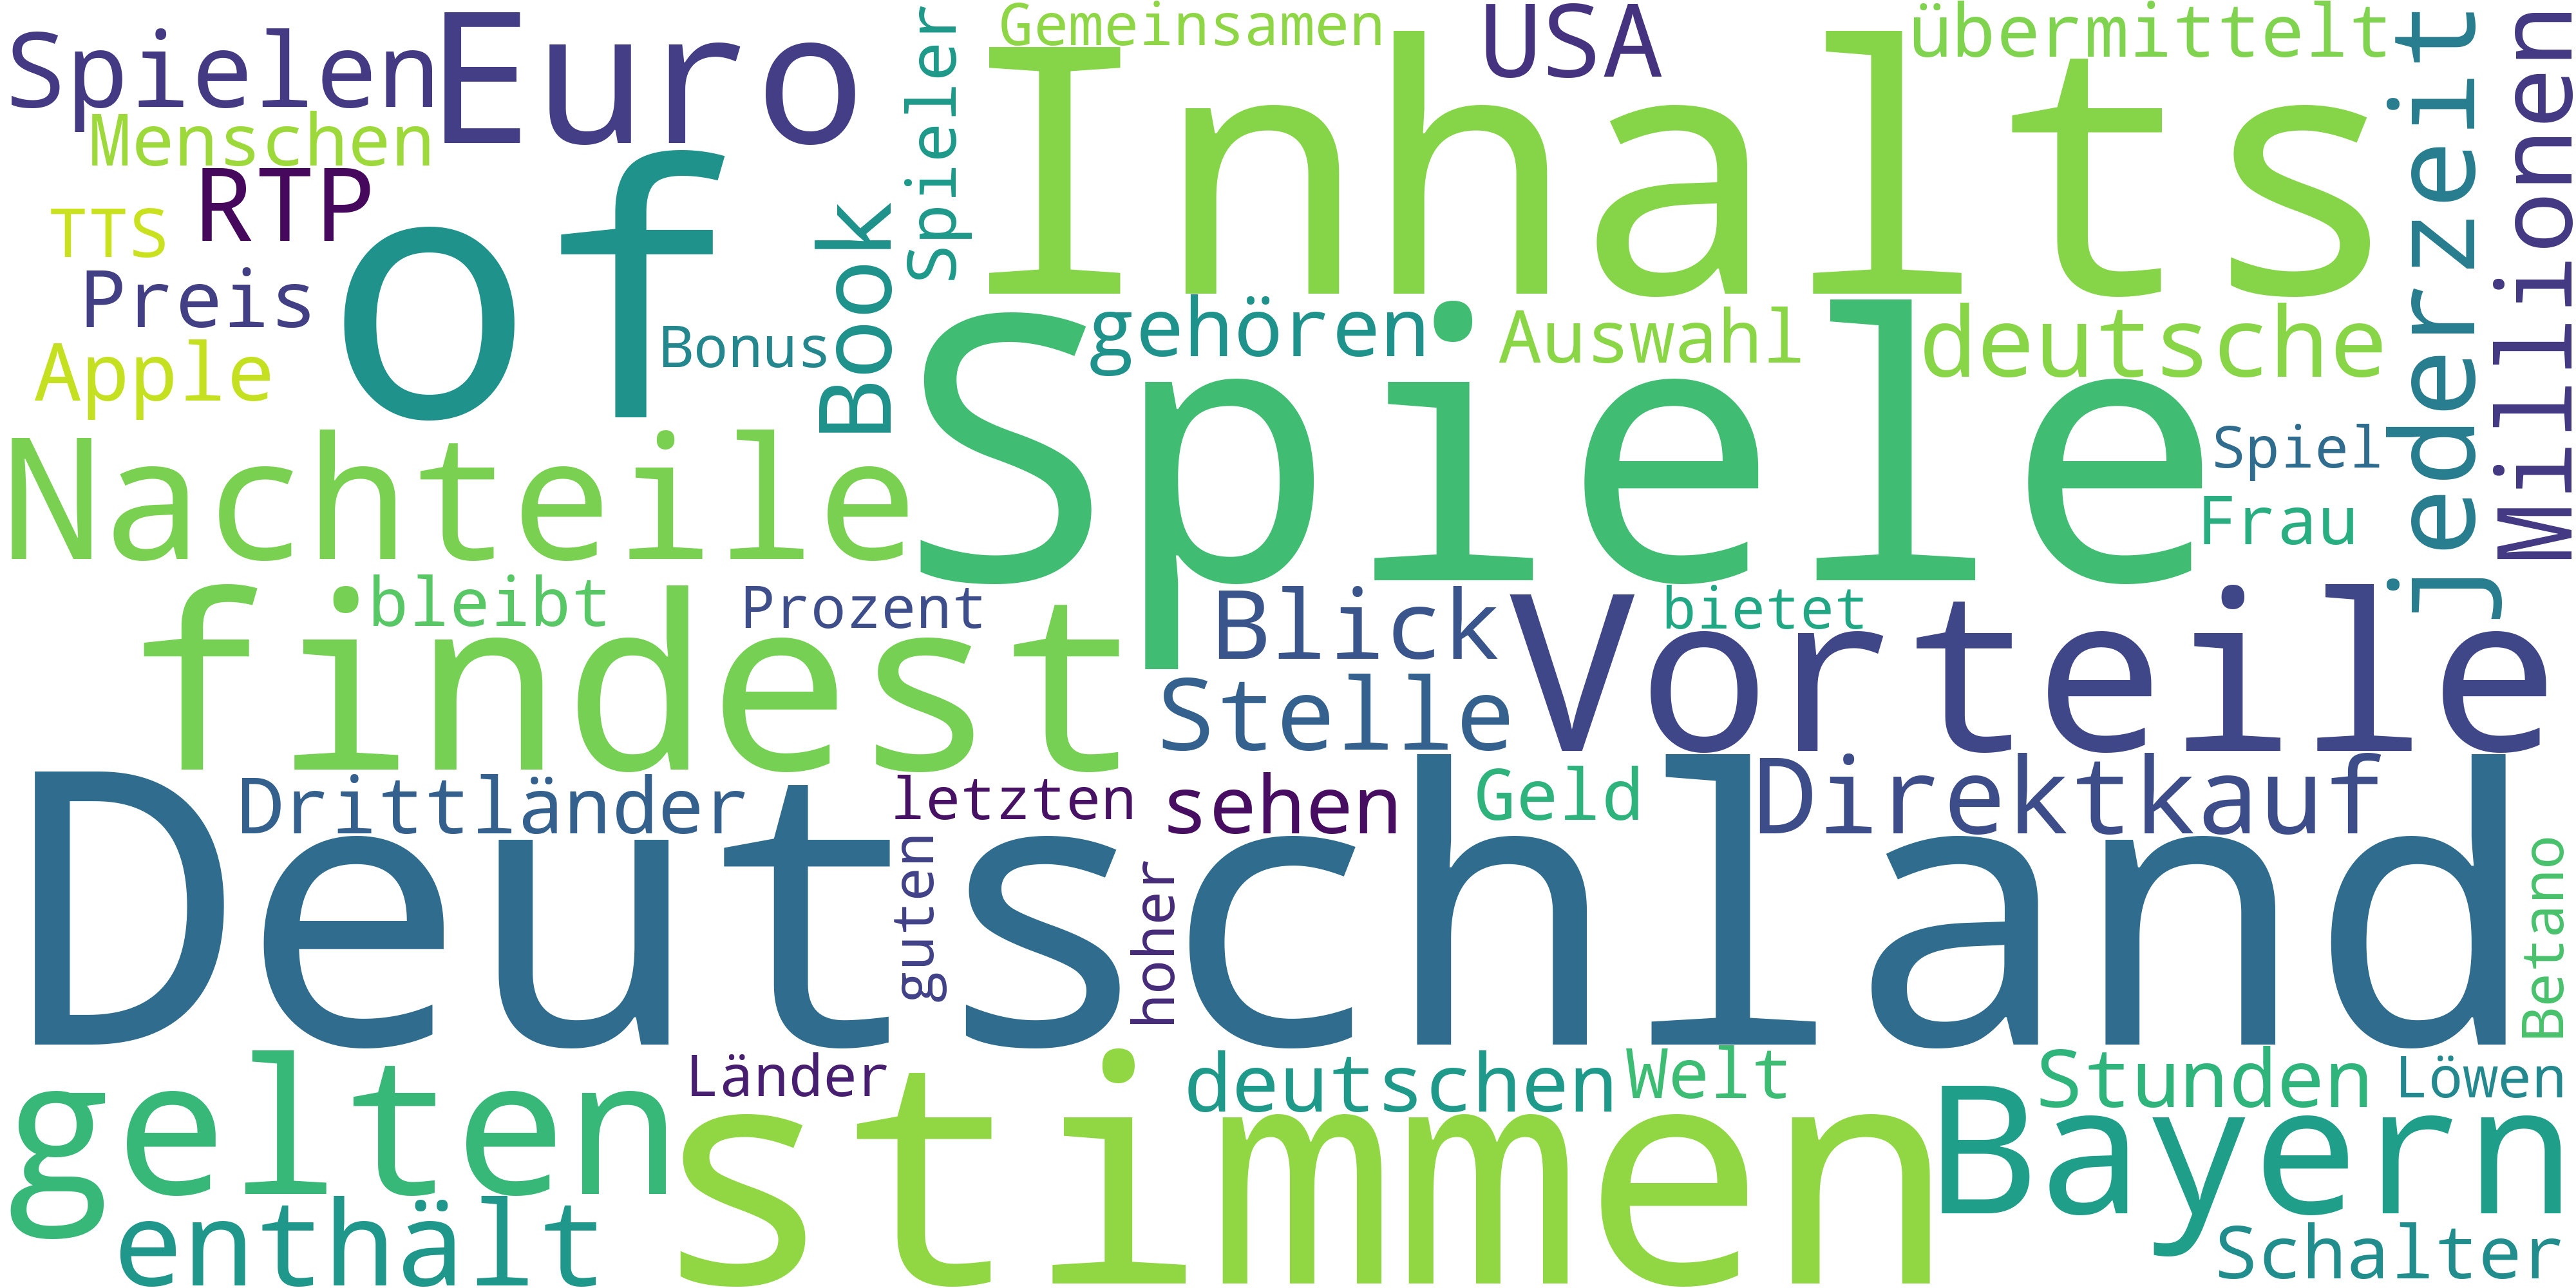 Spielen
Euro
Spieler
Gemeinsamen
USA
übermittelt
jederzeit
Millionen
Menschen
Inhalts
RTP
of
TTS
Book
Preis
Bonus
Apple
gehören
Auswahl
deutsche
Spiele
Nachteile
Spiel
Frau
findest
bleibt
Prozent
Blick
bietet
Vorteile
Stelle
Drittländer
letzten
sehen
Geld
Direktkauf
Deutschland
guten
hoher
Betano
gelten
Länder
stimmen
deutschen
Welt
Stunden
Löwen
Bayern
enthält
Schalter